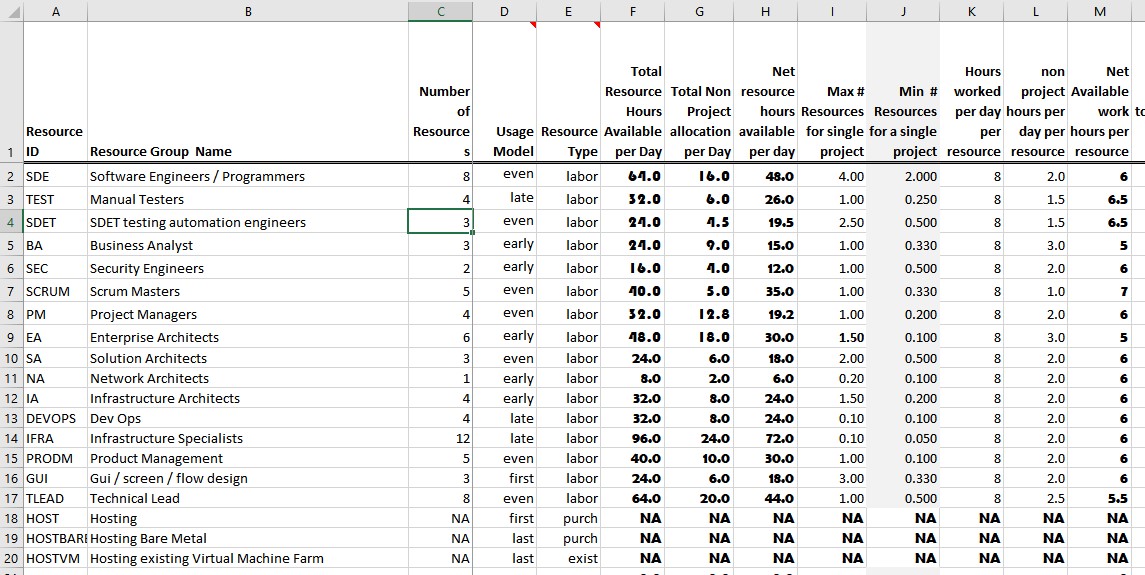 A B C D E F G H I J K L M
1 Resource ID Resource Group Name Number of Resources Usage Model Resource Type Total Resource Hours Available per Day Total Non Project allocation per Day Net resource hours available per day Max # Resources for single project Min # Resources for a single project Hours worked per day per resource non project hours per day per resource Net Available work hours per resource to
2 SDE Software Engineers / Programmers 8 even labor 64.0 16.0 48.0 4.00 2.000 8 2.0 6
3 TEST Manual Testers 4 late labor 32.0 6.0 26.0 1.00 0.250 8 1.5 6.5
4 SDET SDET testing automation engineers 3 even labor 24.0 4.5 19.5 2.50 0.500 8 1.5 6.5
5 BA Business Analyst 3 early labor 24.0 9.0 15.0 1.00 0.330 8 3.0 5
6 SEC Security Engineers 2 early labor 16.0 4.0 12.0 1.00 0.500 8 2.0 6
7 SCRUM Scrum Masters 5 even labor 40.0 5.0 35.0 1.00 0.330 8 1.0 7
8 PM Project Managers 4 even labor 32.0 12.8 19.2 1.00 0.200 8 2.0 6
9 EA Enterprise Architects 6 early labor 48.0 18.0 30.0 1.50 0.100 8 3.0 5
10 SA Solution Architects 3 even labor 24.0 6.0 18.0 2.00 0.500 8 2.0 6
11 NA Network Architects 1 early labor 8.0 2.0 6.0 0.20 0.100 8 2.0 6
12 IA Infrastructure Architects 4 early labor 32.0 8.0 24.0 1.50 0.200 8 2.0 6
13 DEVOPS Dev Ops 4 late labor 32.0 8.0 24.0 0.10 0.100 8 2.0 6
14 IFRA Infrastructure Specialists 12 late labor 96.0 24.0 72.0 0.10 0.050 8 2.0 6
15 PRODM Product Management 5 even labor 40.0 10.0 30.0 1.00 0.100 8 2.0 6
16 GUI Gui / screen / flow design 3 first labor 24.0 6.0 18.0 3.00 0.330 8 2.0 6
17 TLEAD Technical Lead 8 even labor 64.0 20.0 44.0 1.00 0.500 8 2.5 5.5
18 HOST Hosting NA first purch NA NA NA NA NA NA NA NA
19 HOSTBARE Hosting Bare Metal NA last purch NA NA NA NA NA NA NA NA
20 HOSTVM Hosting existing Virtual Machine Farm NA last exist NA NA NA NA NA NA NA NA